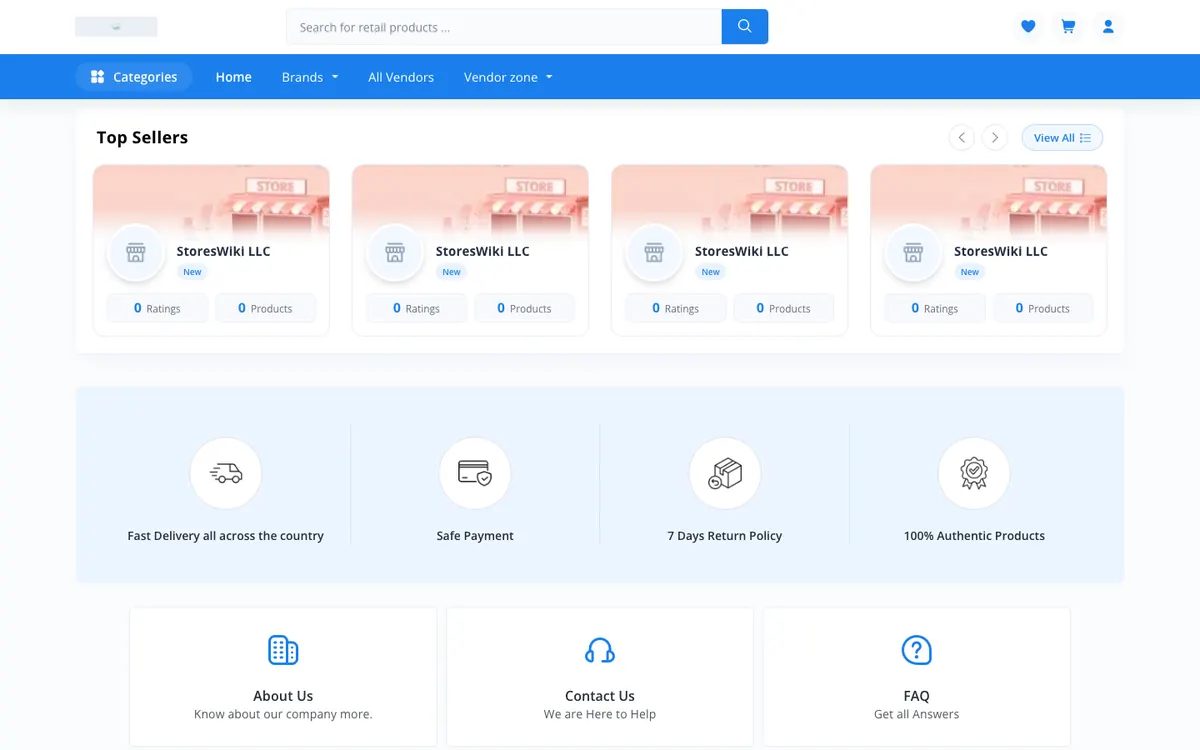 Search for retail products ...
Categories
Home
Brands
All Vendors
Vendor zone
Top Sellers
View All
STORE
STORE
STORE
STORE
StoresWiki LLC
New
0 Ratings
0 Products
StoresWiki LLC
New
0 Ratings
0 Products
StoresWiki LLC
New
0 Ratings
0 Products
StoresWiki LLC
New
0 Ratings
0 Products
Fast Delivery all across the country
Safe Payment
7 Days Return Policy
100% Authentic Products
About Us
Know about our company more.
Contact Us
We are Here to Help
FAQ
Get all Answers